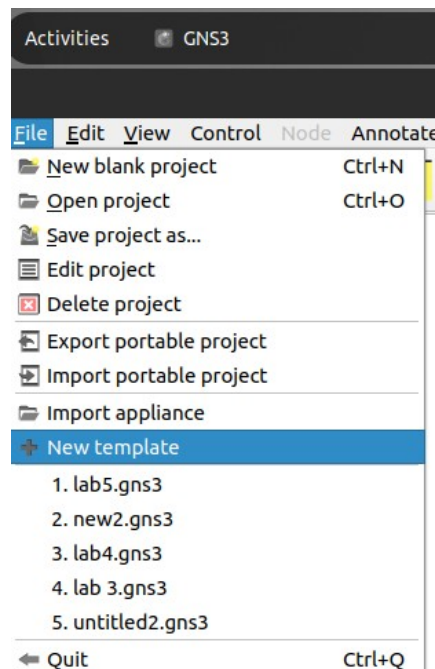 Activities GNS3
File Edit View Control Node Annotate
New blank project Ctrl+N
Open project Ctrl+O
Save project as...
Edit project
Delete project
Export portable project
Import portable project
Import appliance
New template
1. lab5.gns3
2. new2.gns3
3. lab4.gns3
4. lab 3.gns3
5. untitled2.gns3
Quit Ctrl+Q